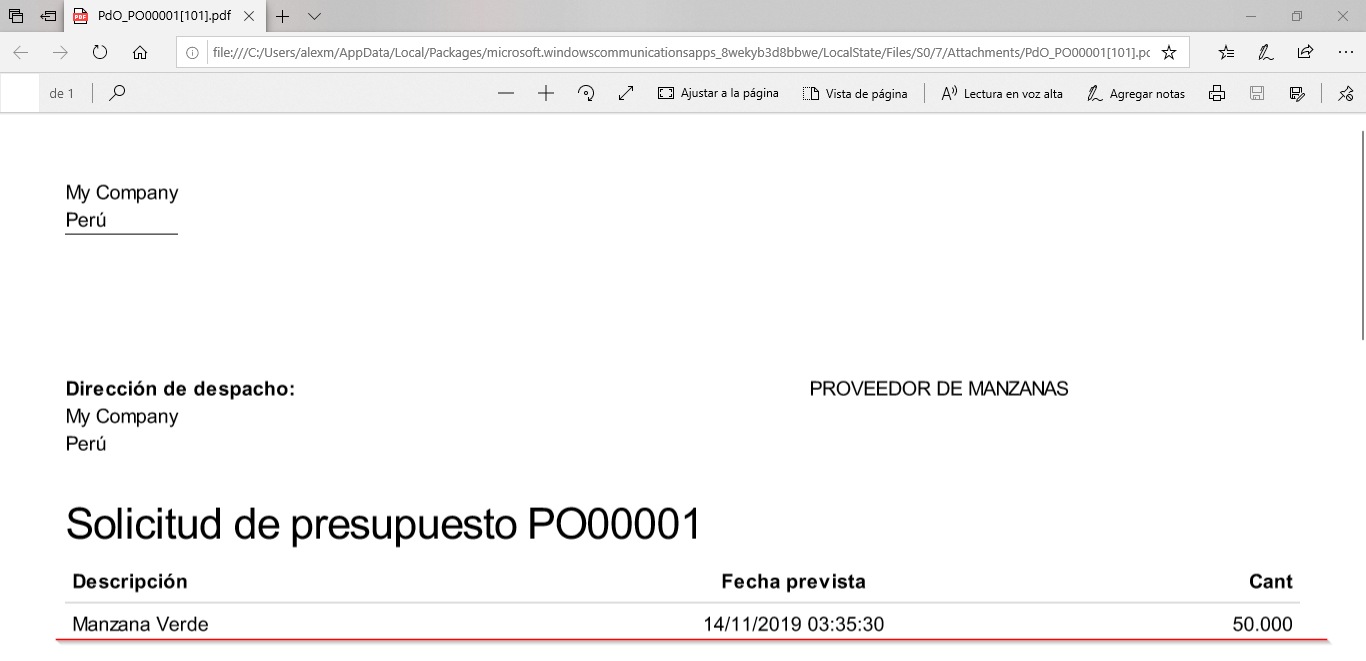 PdO_PO00001[101].pdf
file:///C:/Users/alexm/AppData/Local/Packages/microsoft.windowscommunicationsapps_8wekyb3d8bbwe/LocalState/Files/S0/7/Attachments/PdO_PO00001[101].pc
de 1
Ajustar a la página
Vista de página
Lectura en voz alta
Agregar notas
My Company
Perú
Dirección de despacho:
PROVEEDOR DE MANZANAS
My Company
Perú
Solicitud de presupuesto PO00001
Descripción Fecha prevista Cant
Manzana Verde 14/11/2019 03:35:30 50.000